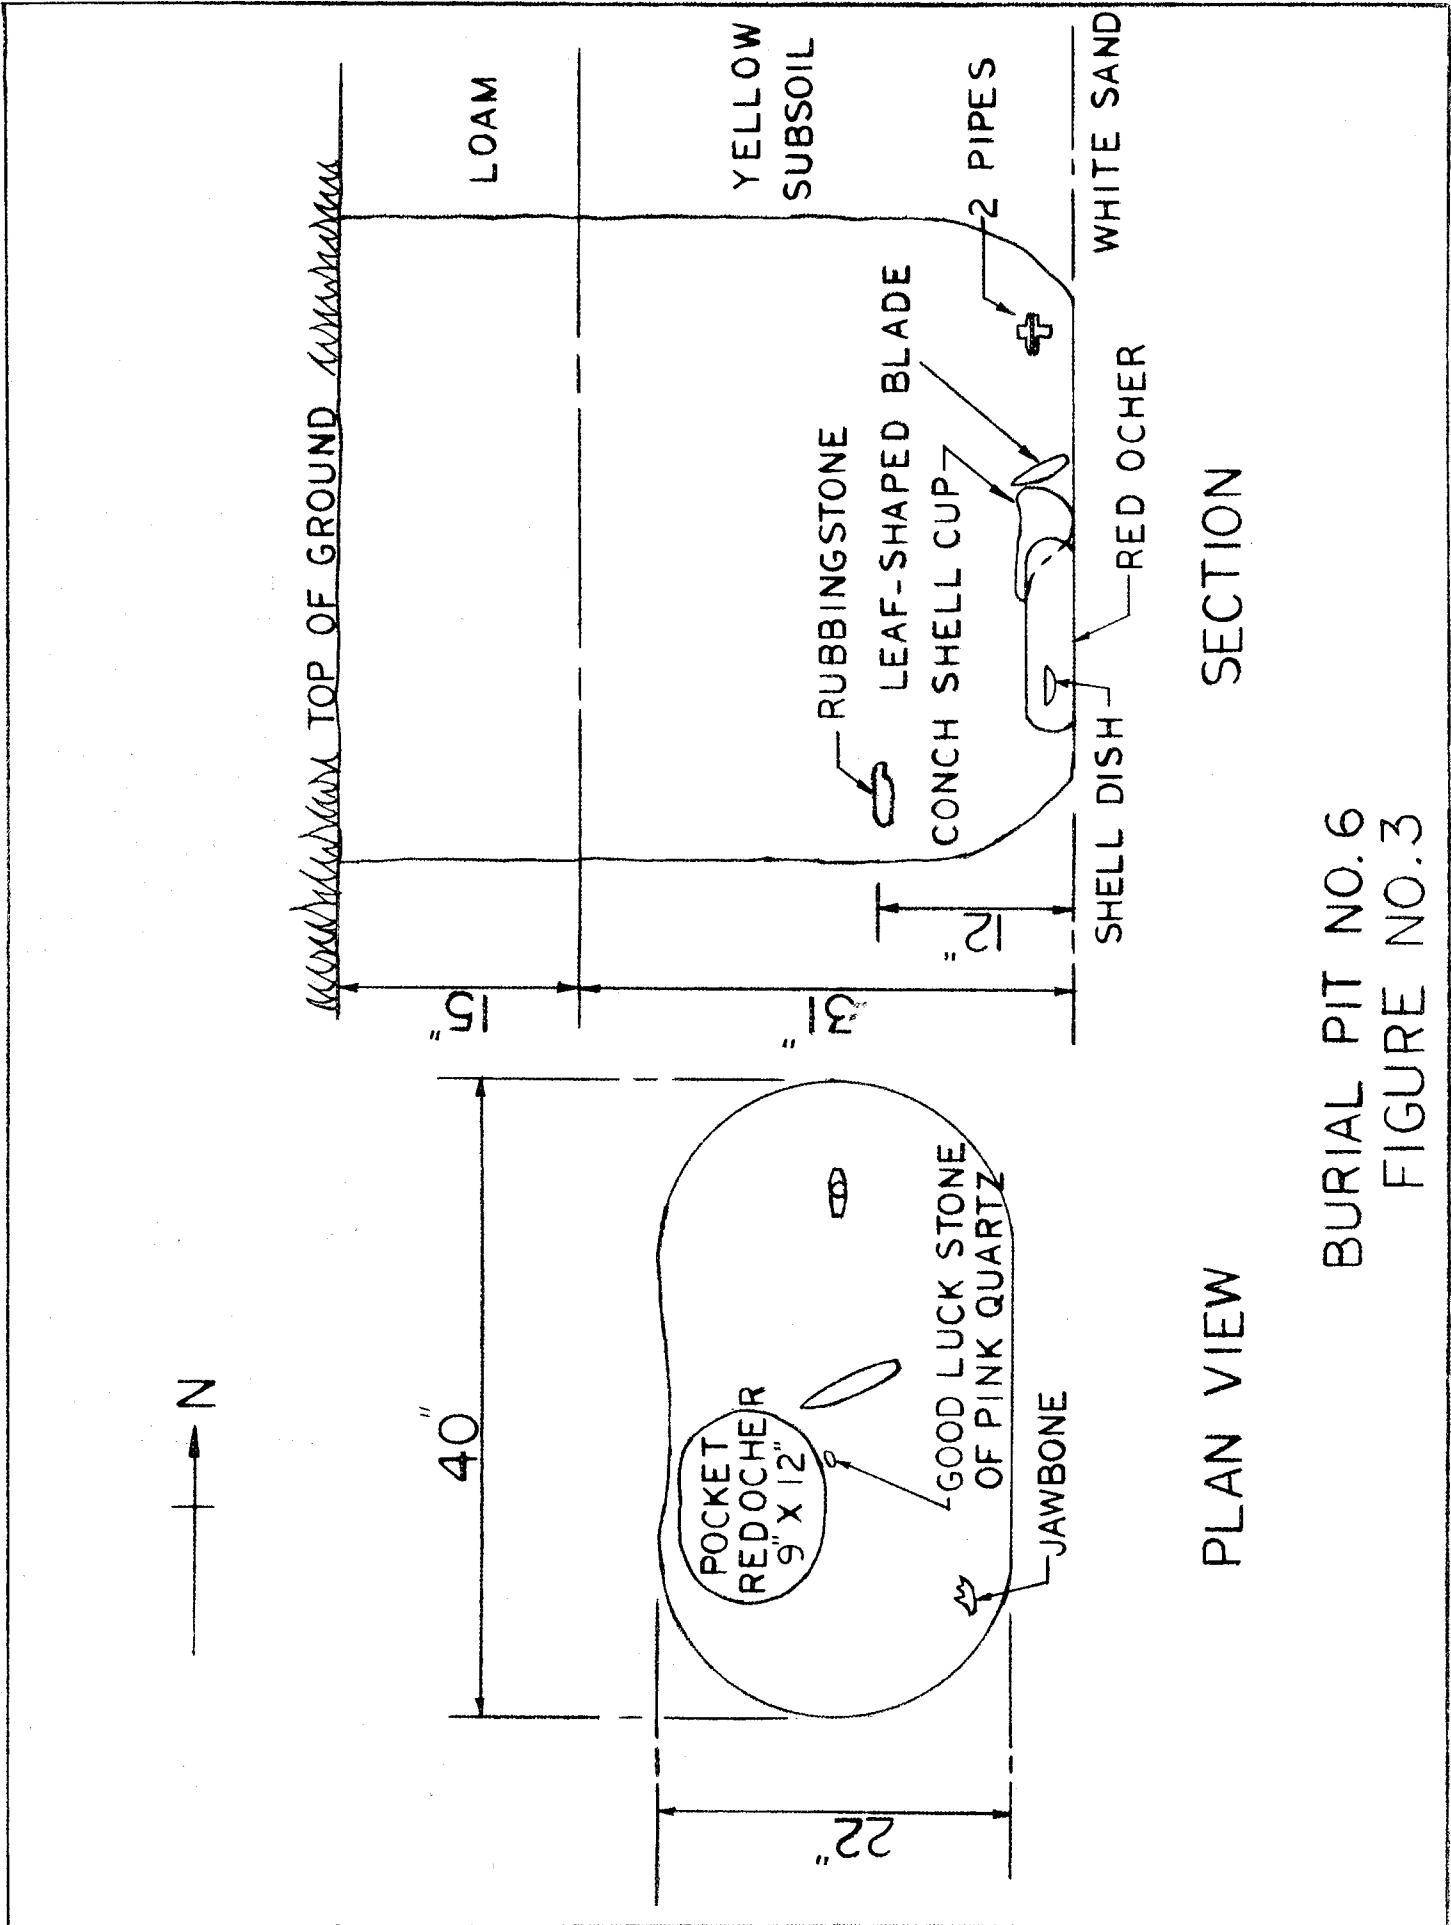 N
40"
22"
POCKET
RED OCHER
9" X 12"
GOOD LUCK STONE
OF PINK QUARTZ
JAWBONE
PLAN VIEW
TOP OF GROUND
LOAM
15"
YELLOW
SUBSOIL
31"
12"
RUBBINGSTONE
LEAF-SHAPED BLADE
CONCH SHELL CUP
2 PIPES
WHITE SAND
SHELL DISH
RED OCHER
SECTION
BURIAL PIT NO. 6
FIGURE NO. 3